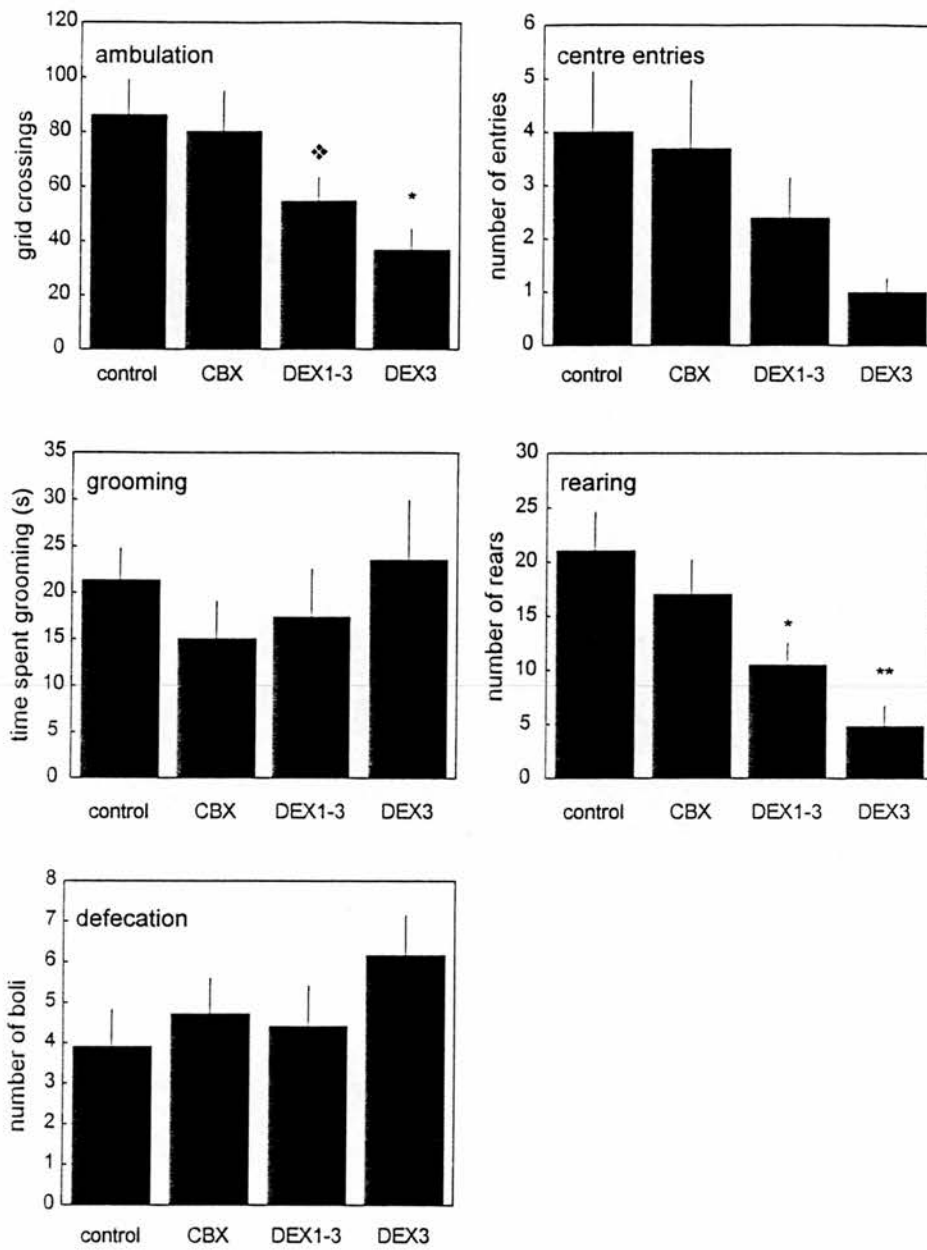 ambulation
grid crossings
120
100
80
60
40
20
0
control CBX DEX1-3 DEX3
❖
*
centre entries
number of entries
6
5
4
3
2
1
0
control CBX DEX1-3 DEX3
grooming
time spent grooming (s)
35
30
25
20
15
10
5
0
control CBX DEX1-3 DEX3
rearing
number of rears
30
25
20
15
10
5
0
control CBX DEX1-3 DEX3
*
**
defecation
number of boli
8
7
6
5
4
3
2
1
0
control CBX DEX1-3 DEX3